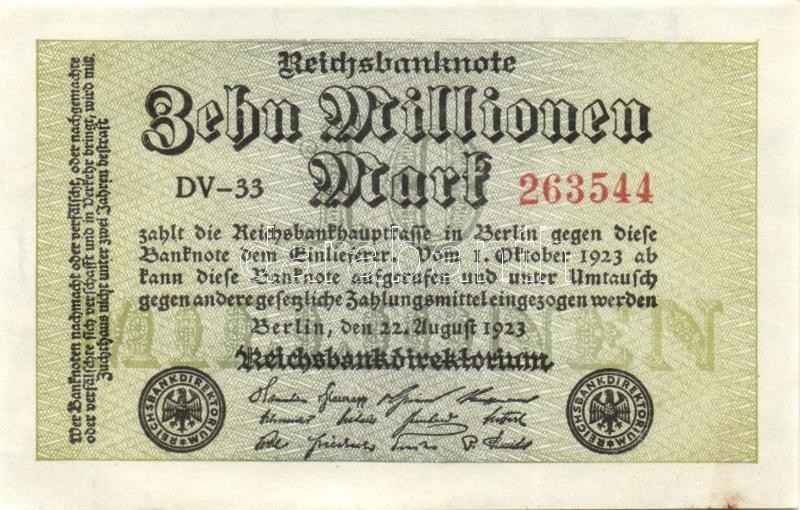 Reichsbanknote
Zehn Millionen
Mark
DV-33
263544
zahlt die Reichsbankhauptkasse in Berlin gegen diese
Banknote dem Einlieferer. Vom 1. Oktober 1923 ab
kann diese Banknote aufgerufen und unter Umtausch
gegen andere gesetzliche Zahlungsmittel eingezogen werden
Berlin, den 22. August 1923
Reichsbankdirektorium
REICHSBANKDIREKTORIUM
REICHSBANKDIREKTORIUM
Wer Banknoten nachmacht oder verfälscht, oder nachgemachte
oder verfälschte sich verschafft und in Verkehr bringt, wird mit
Zuchthaus nicht unter zwei Jahren bestraft
MILLIONEN
10